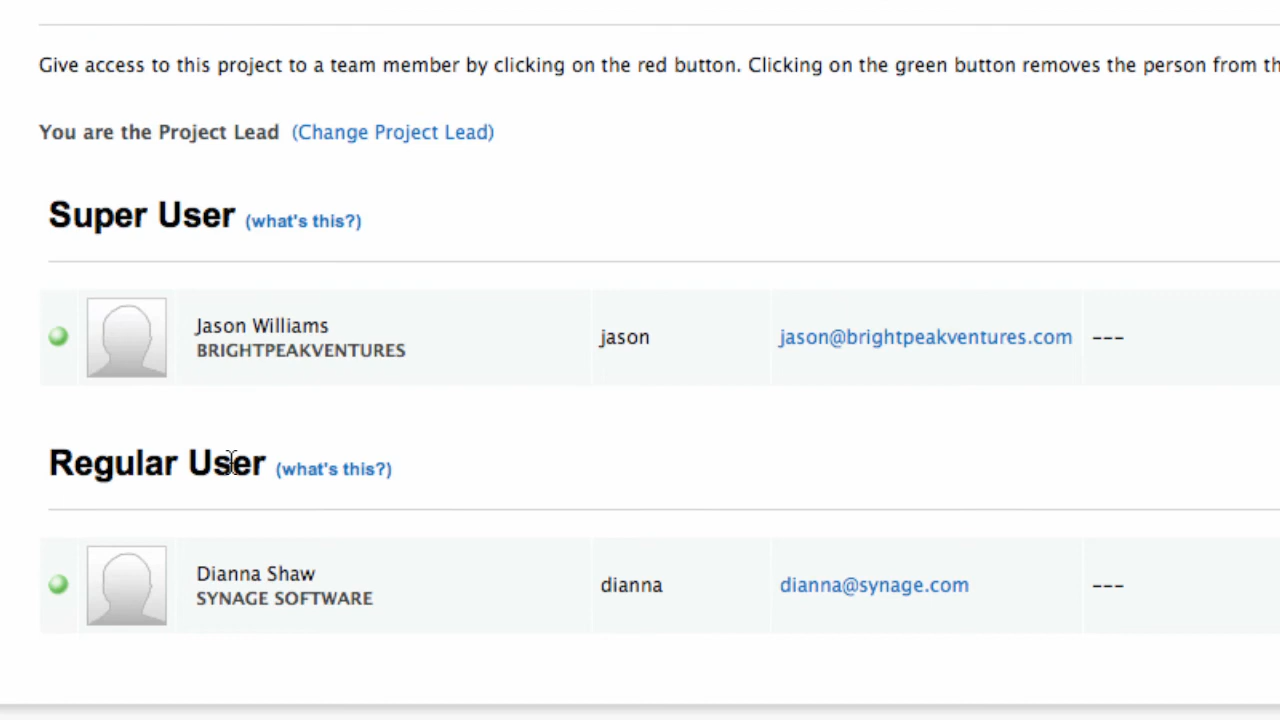 Give access to this project to a team member by clicking on the red button. Clicking on the green button removes the person from
You are the Project Lead (Change Project Lead)
Super User (what's this?)
Jason Williams
BRIGHTPEAKVENTURES
jason
jason@brightpeakventures.com
---
Regular User (what's this?)
Dianna Shaw
SYNAGE SOFTWARE
dianna
dianna@synage.com
---